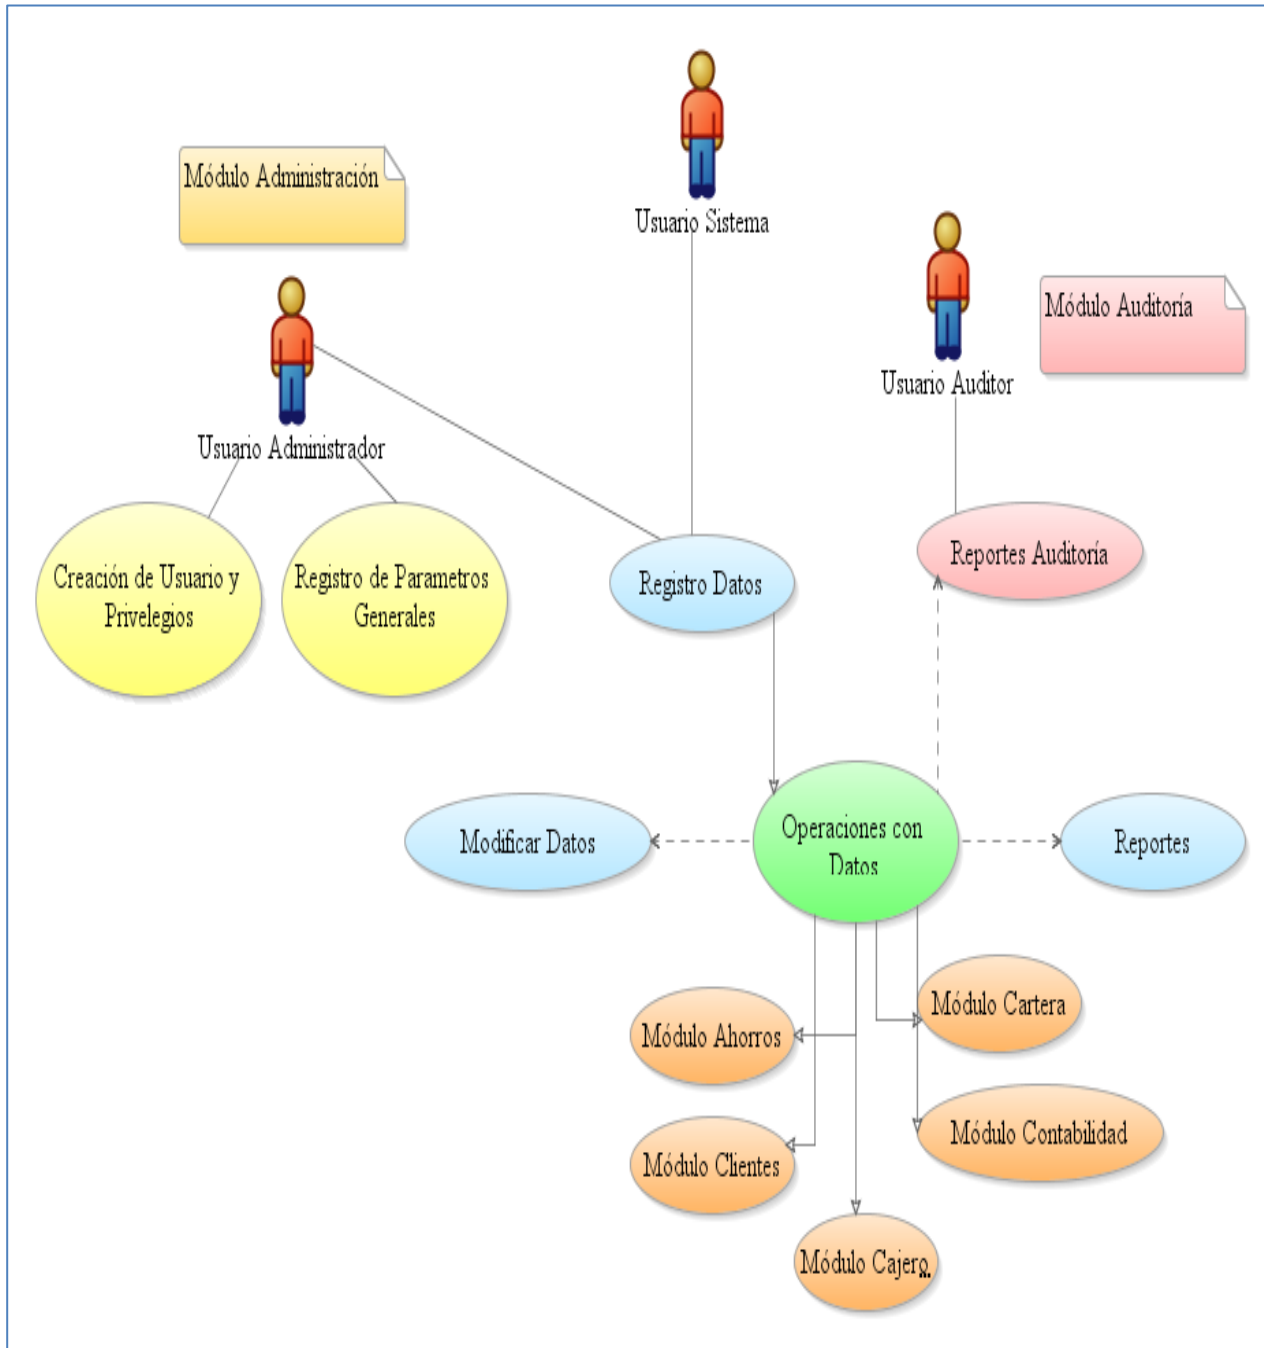 Usuario Sistema
Módulo Administración
Usuario Auditor
Módulo Auditoría
Usuario Administrador
Creación de Usuario y
Privelegios
Registro de Parametros
Generales
Registro Datos
Reportes Auditoría
Modificar Datos
Operaciones con
Datos
Reportes
Módulo Ahorros
Módulo Cartera
Módulo Clientes
Módulo Contabilidad
Módulo Cajero